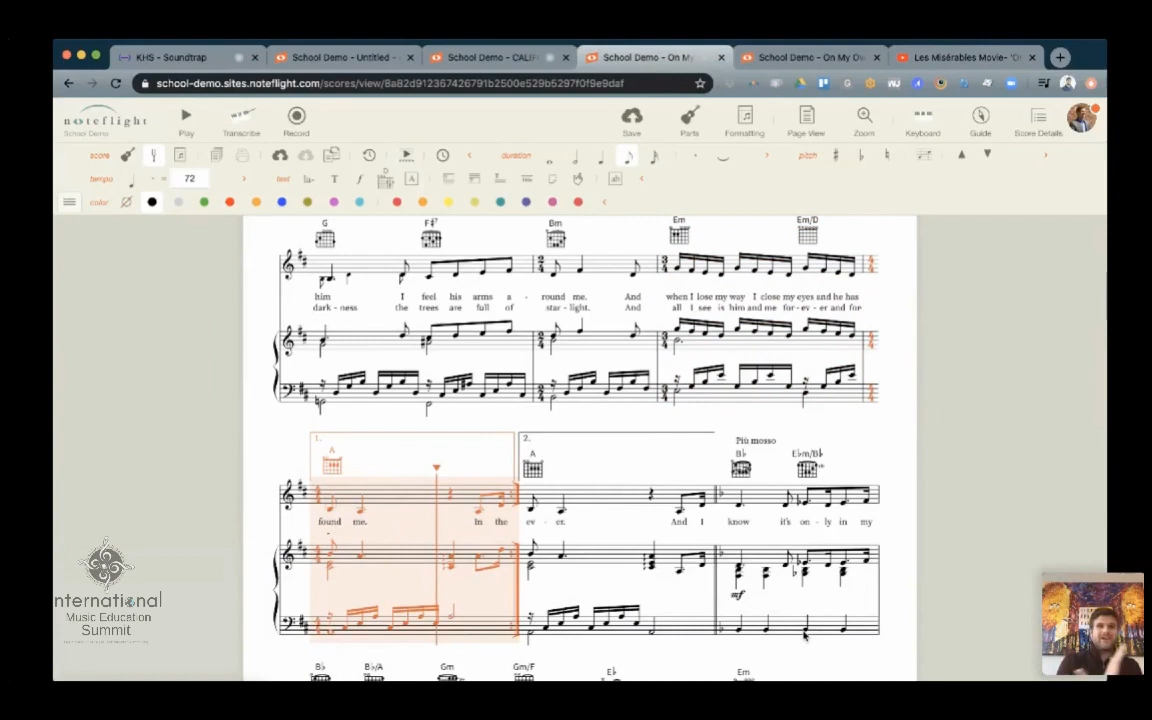 KHS - Soundtrap
School Demo - Untitled -
School Demo - CALIF
School Demo - On My
School Demo - On My Ow
Les Misérables Movie- 'O
school-demo.sites.noteflight.com/scores/view/8a82d912367426791b2500e529b5297f0f9e9daf
noteflight
School Demo
Play
Transcribe
Record
Save
Parts
Formatting
Page View
Zoom
Keyboard
Guide
Score Details
score
duration
pitch
tempo
= 72
text
la-
T
f
D
A
ab
color
G F♯7 Bm Em Em/D
him I feel his arms a - round me. And when I lose my way I close my eyes and he has
dark - ness the trees are full of star - light. And all I see is him and me for - ev - er and for-
1. 2. Più mosso
A A B♭ E♭m/B♭
found me. In the ev - er. And I know it's on - ly in my
mf
B♭ B♭/A Gm Gm/F E♭ Em
nternational
Music Education
Summit